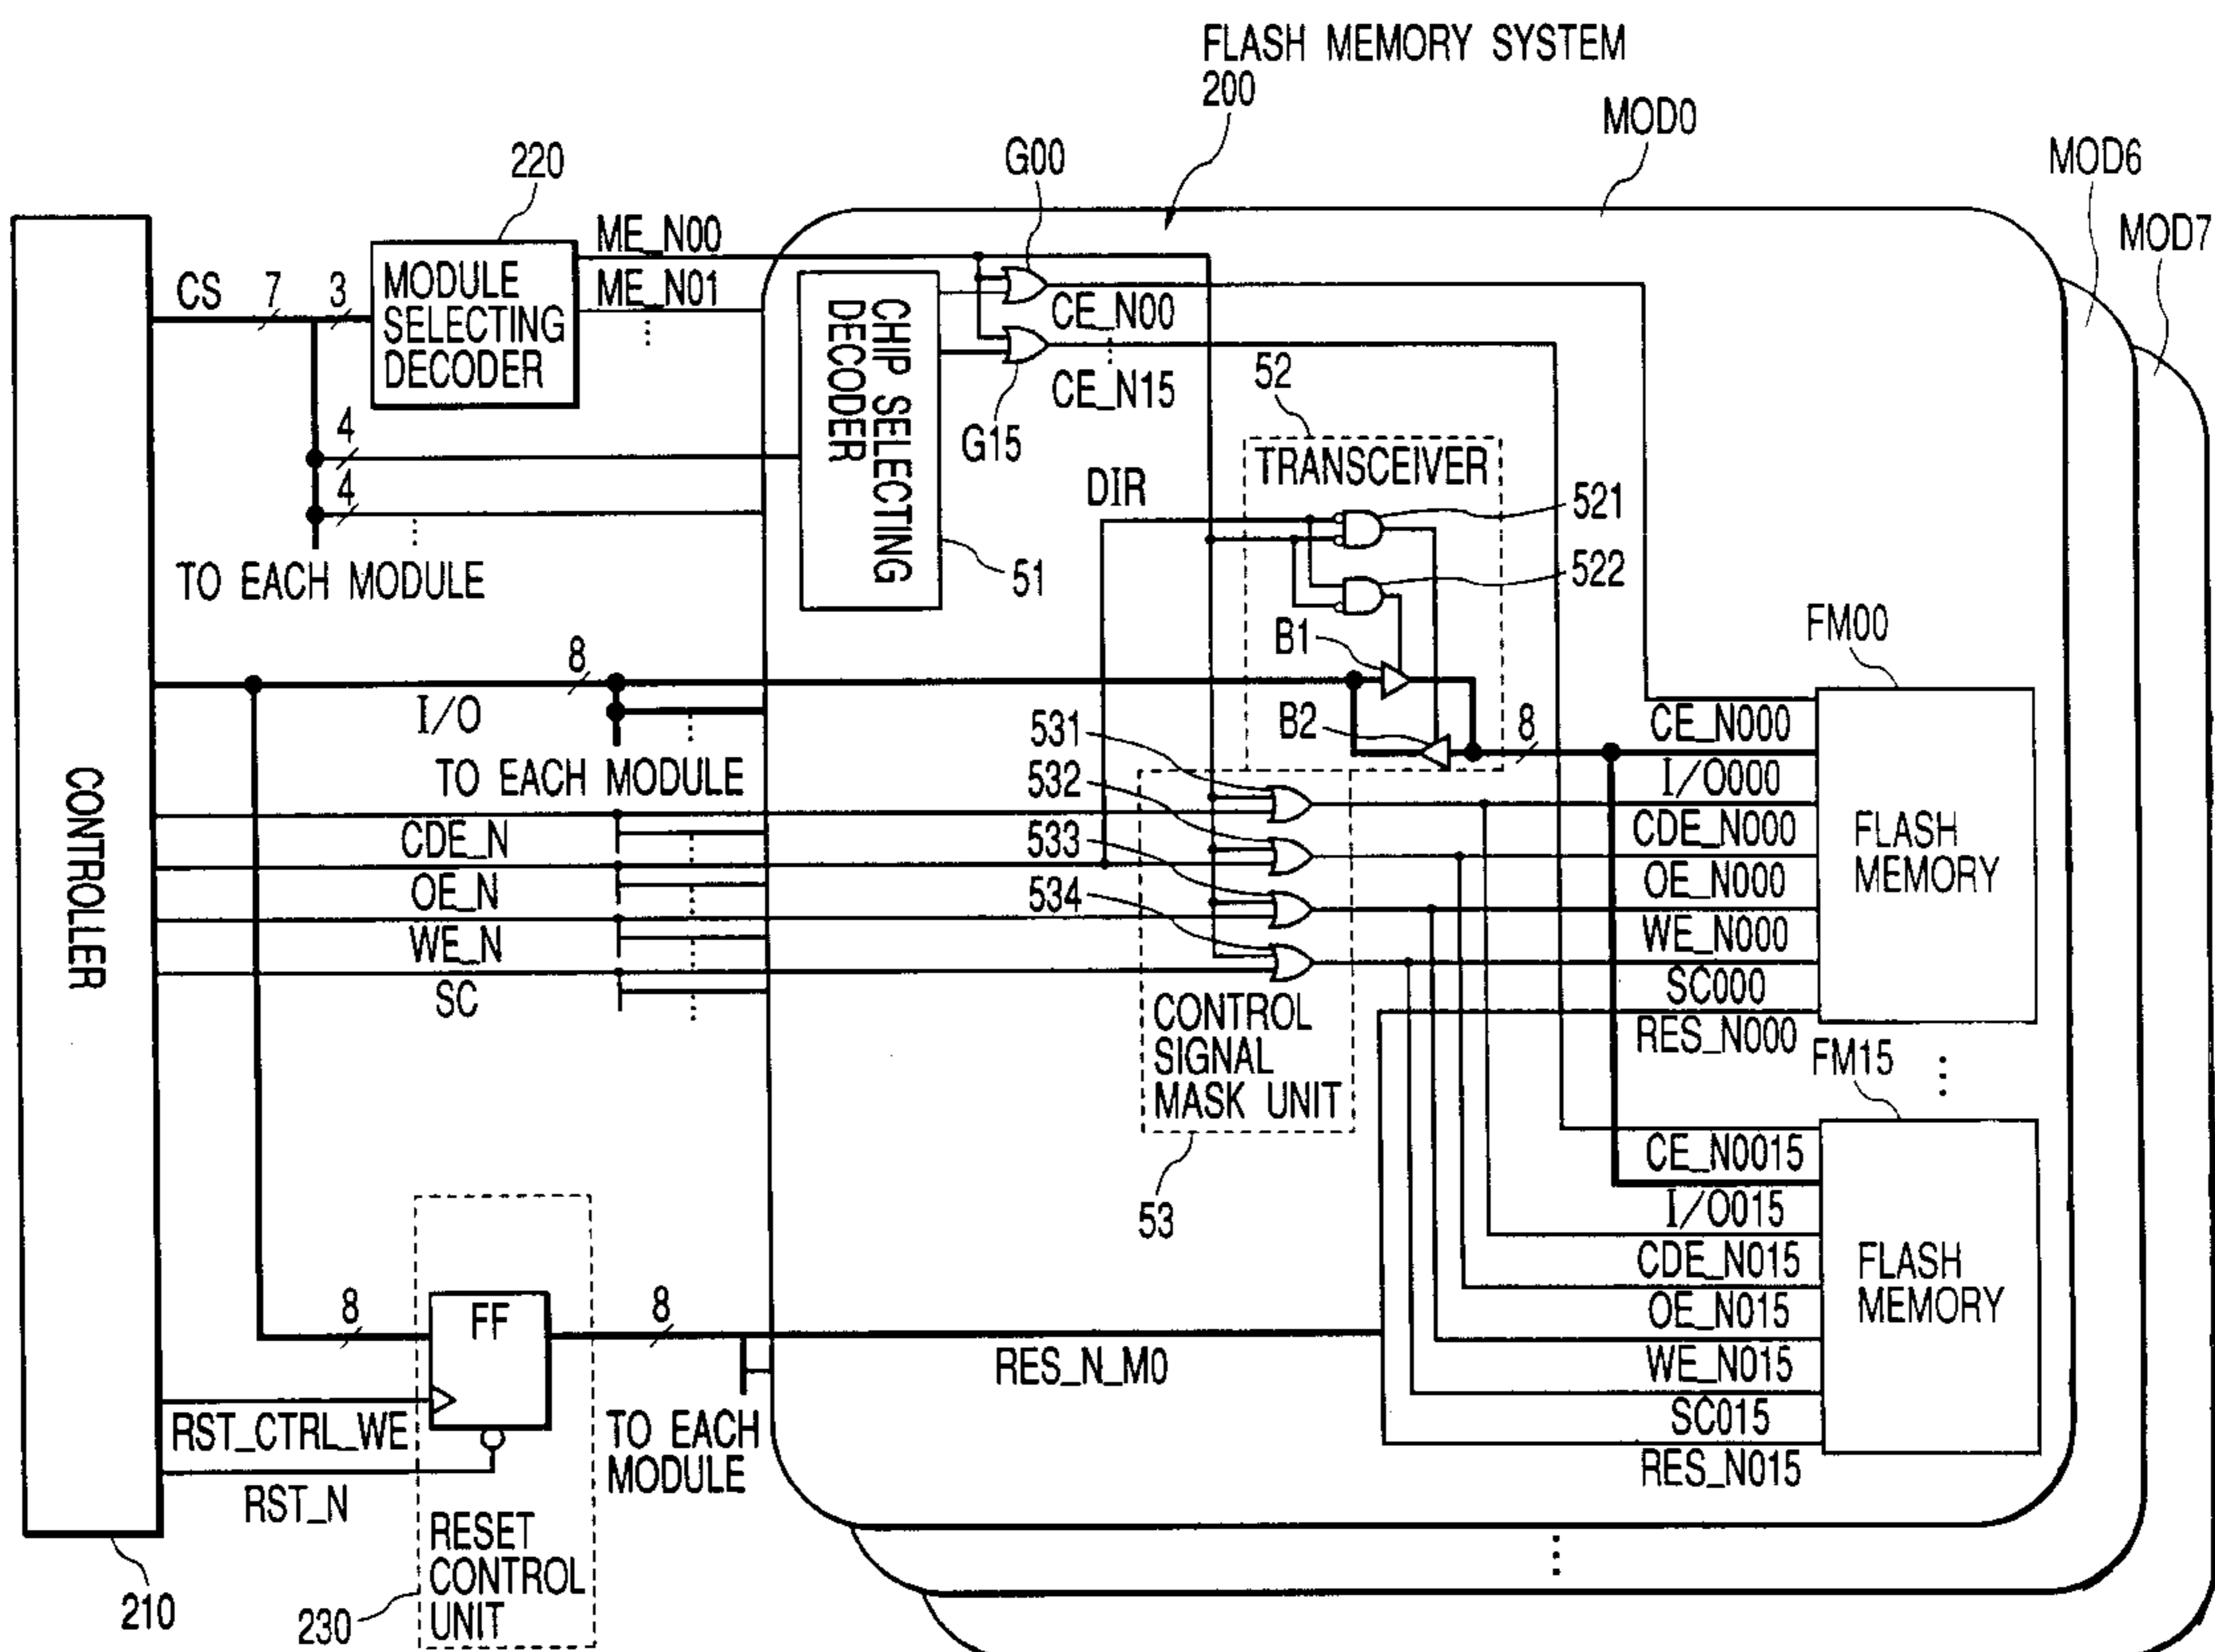 FLASH MEMORY SYSTEM
200
MOD0
MOD6
MOD7
220
G00
ME_N00
ME_N01
CS
7
3
MODULE
SELECTING
DECODER
CHIP SELECTING
DECODER
CE_N00
CE_N15
G15
52
4
4
TO EACH MODULE
51
DIR
TRANSCEIVER
521
522
B1
B2
FM00
8
I/O
TO EACH MODULE
8
CONTROLLER
531
532
533
534
CDE_N
OE_N
WE_N
SC
CE_N000
I/O000
CDE_N000
OE_N000
WE_N000
SC000
RES_N000
FLASH
MEMORY
CONTROL
SIGNAL
MASK UNIT
53
FM15
CE_N0015
I/O015
CDE_N015
OE_N015
WE_N015
SC015
RES_N015
FLASH
MEMORY
8
FF
8
RES_N_M0
RST_CTRL_WE
RST_N
TO EACH
MODULE
RESET
CONTROL
UNIT
210
230